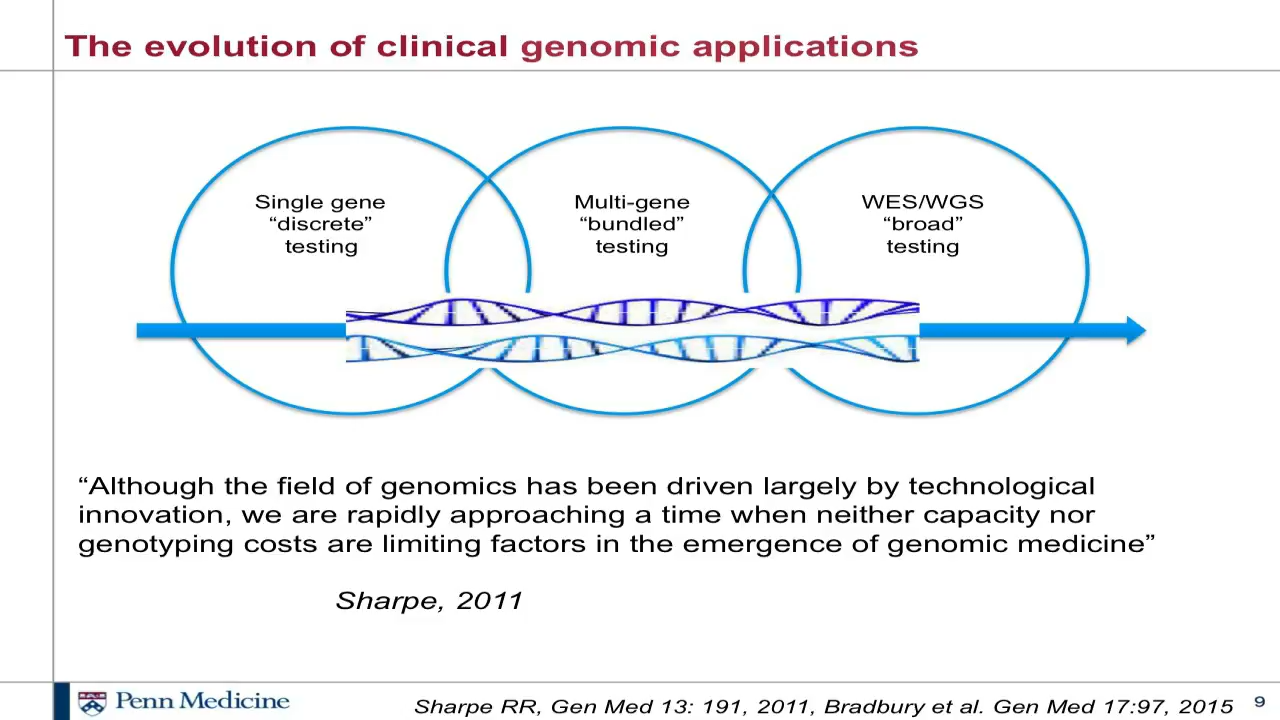 The evolution of clinical genomic applications
Single gene
“discrete”
testing
Multi-gene
“bundled”
testing
WES/WGS
“broad”
testing
“Although the field of genomics has been driven largely by technological
innovation, we are rapidly approaching a time when neither capacity nor
genotyping costs are limiting factors in the emergence of genomic medicine”
Sharpe, 2011
Penn Medicine
Sharpe RR, Gen Med 13: 191, 2011, Bradbury et al. Gen Med 17:97, 2015
9